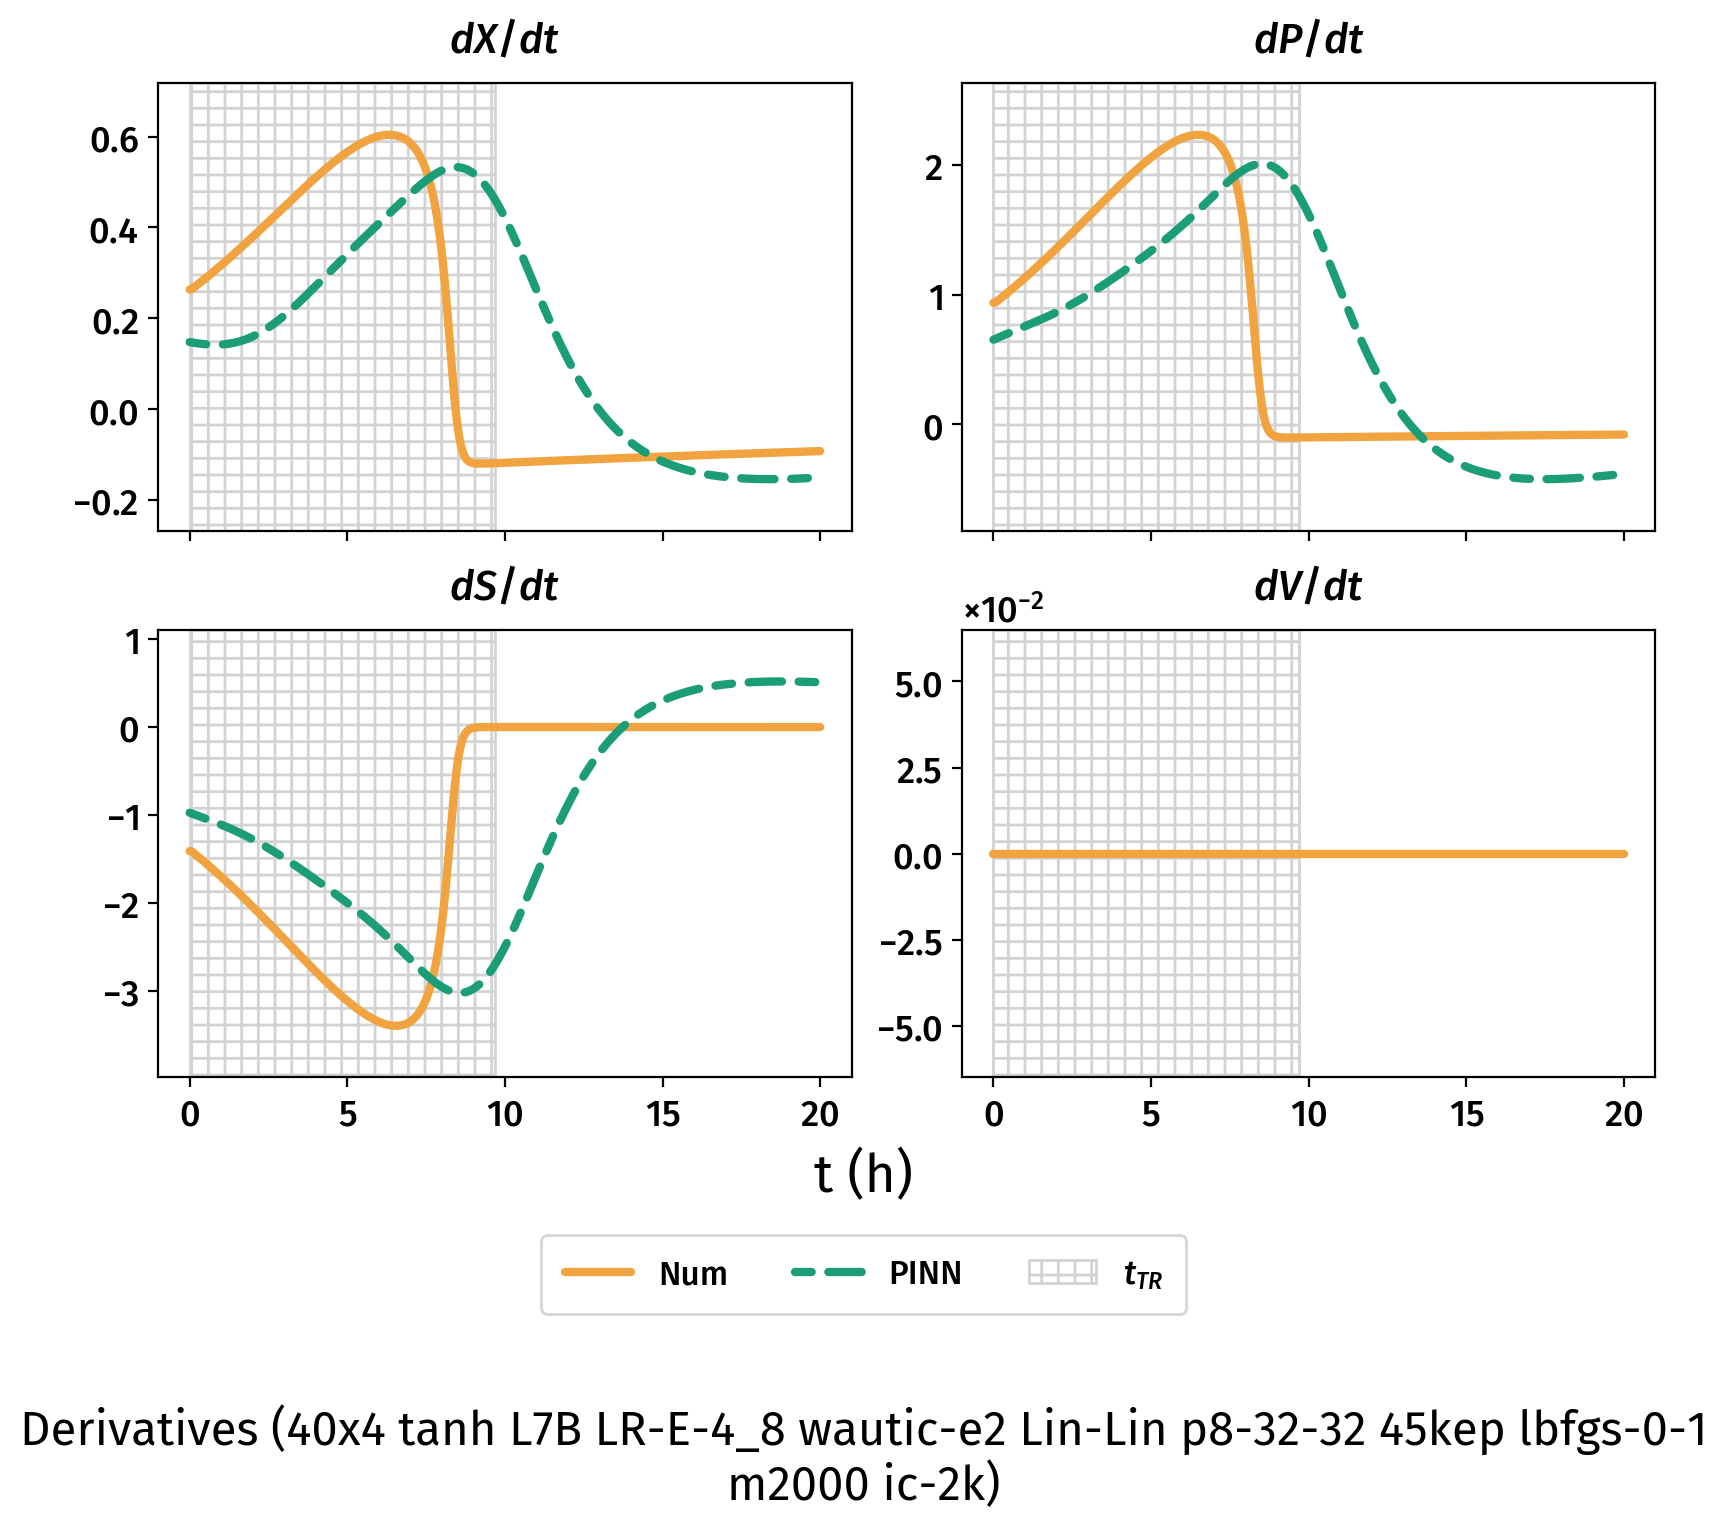 dX/dt
dP/dt
0.6
0.4
0.2
0.0
−0.2
2
1
0
dS/dt
dV/dt
×10⁻²
1
0
−1
−2
−3
5.0
2.5
0.0
−2.5
−5.0
0 5 10 15 20
0 5 10 15 20
t (h)
Num PINN t_TR
Derivatives (40x4 tanh L7B LR-E-4_8 wautic-e2 Lin-Lin p8-32-32 45kep lbfgs-0-1
m2000 ic-2k)